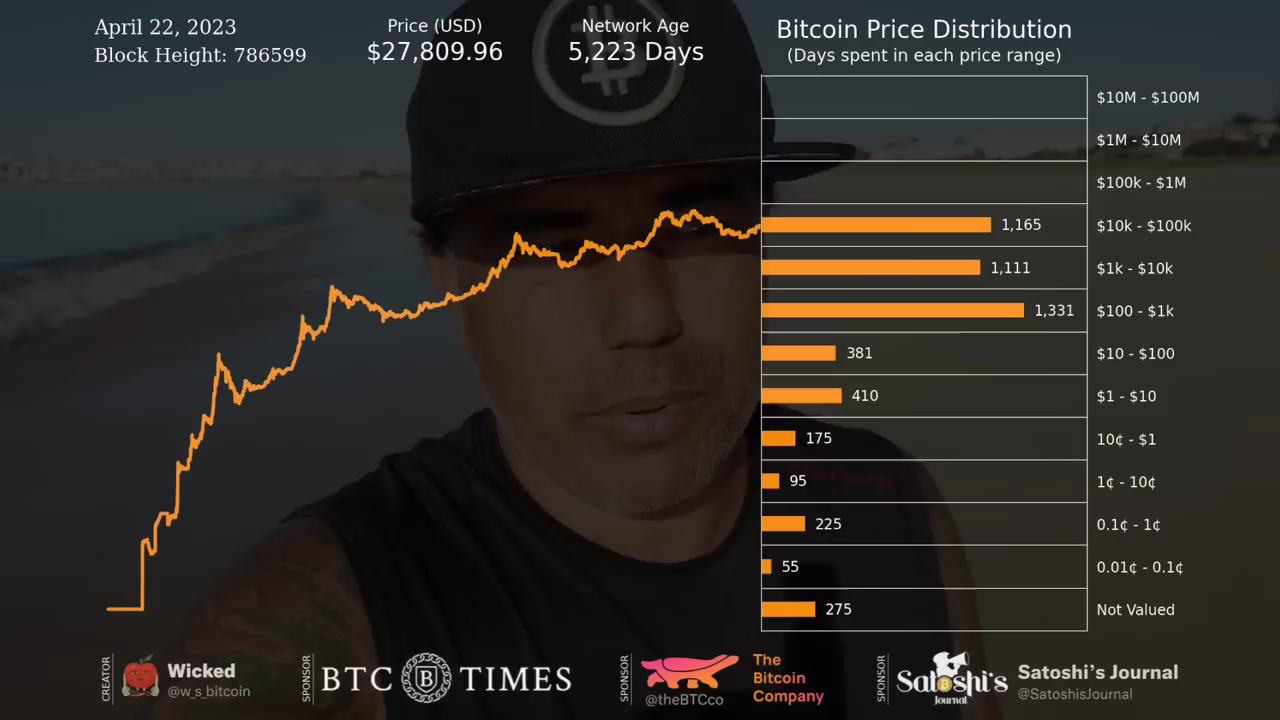 April 22, 2023
Block Height: 786599
Price (USD)
$27,809.96
Network Age
5,223 Days
Bitcoin Price Distribution
(Days spent in each price range)
$10M - $100M
$1M - $10M
$100k - $1M
1,165 $10k - $100k
1,111 $1k - $10k
1,331 $100 - $1k
381 $10 - $100
410 $1 - $10
175 10¢ - $1
95 1¢ - 10¢
225 0.1¢ - 1¢
55 0.01¢ - 0.1¢
275 Not Valued
CREATOR
Wicked
@w_s_bitcoin
SPONSOR
BTC B TIMES
SPONSOR
@theBTCco
The
Bitcoin
Company
SPONSOR
Satoshi's
Journal
Satoshi's Journal
@SatoshisJournal